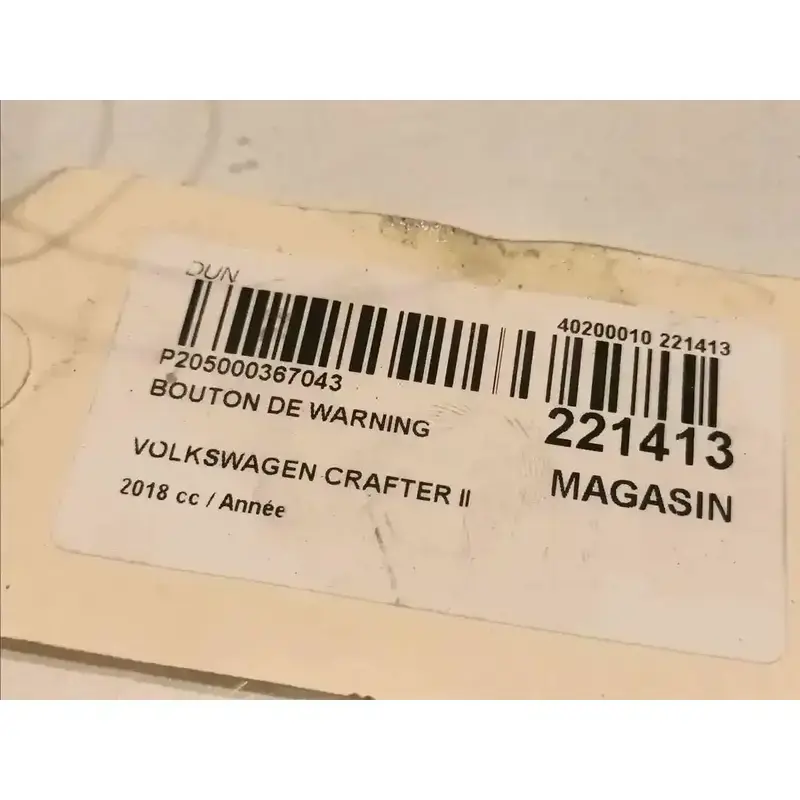 DUN
40200010 221413
P205000367043
221413
BOUTON DE WARNING
MAGASIN
VOLKSWAGEN CRAFTER II
2018 cc / Année